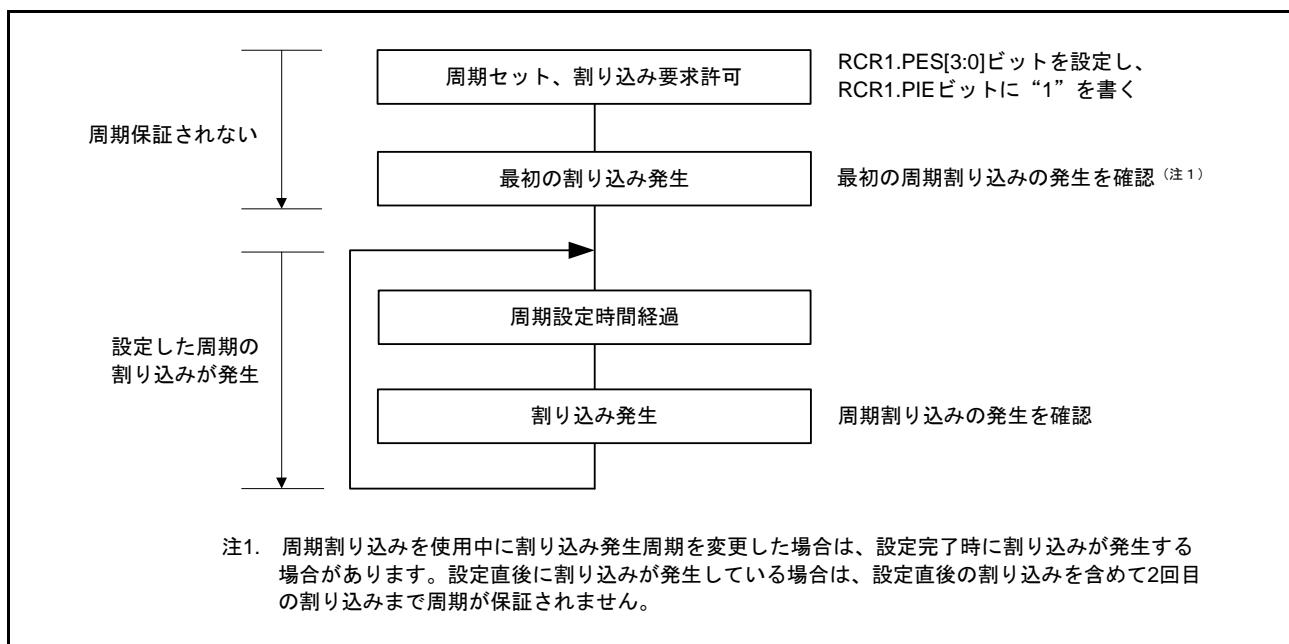 周期セット、割り込み要求許可
RCR1.PES[3:0]ビットを設定し、
RCR1.PIEビットに“1”を書く
周期保証されない
最初の割り込み発生
最初の周期割り込みの発生を確認（注1）
周期設定時間経過
設定した周期の
割り込みが発生
割り込み発生
周期割り込みの発生を確認
注1. 周期割り込みを使用中に割り込み発生周期を変更した場合は、設定完了時に割り込みが発生する
場合があります。設定直後に割り込みが発生している場合は、設定直後の割り込みを含めて2回目
の割り込みまで周期が保証されません。